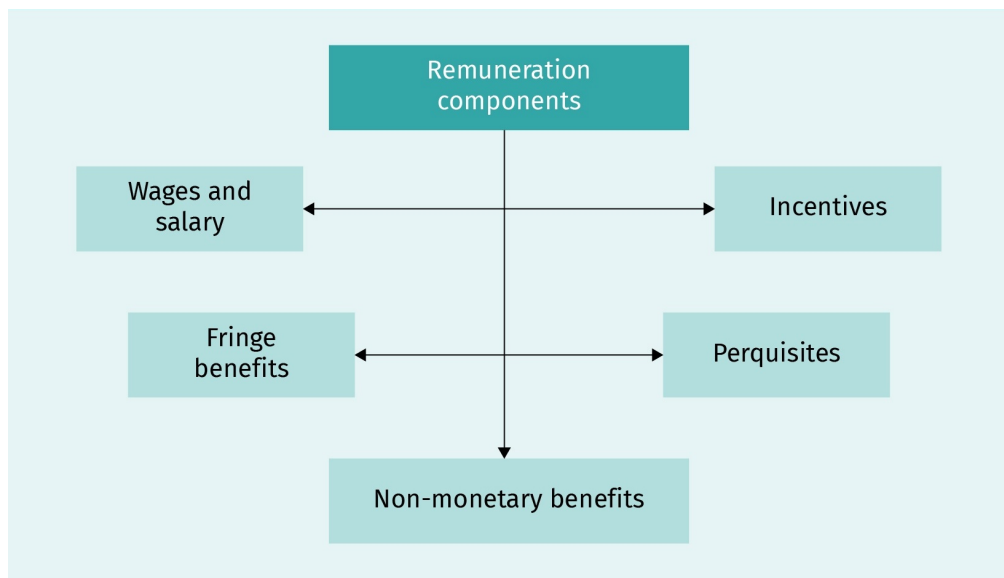 Remuneration
components
Wages and
salary
Incentives
Fringe
benefits
Perquisites
Non-monetary benefits